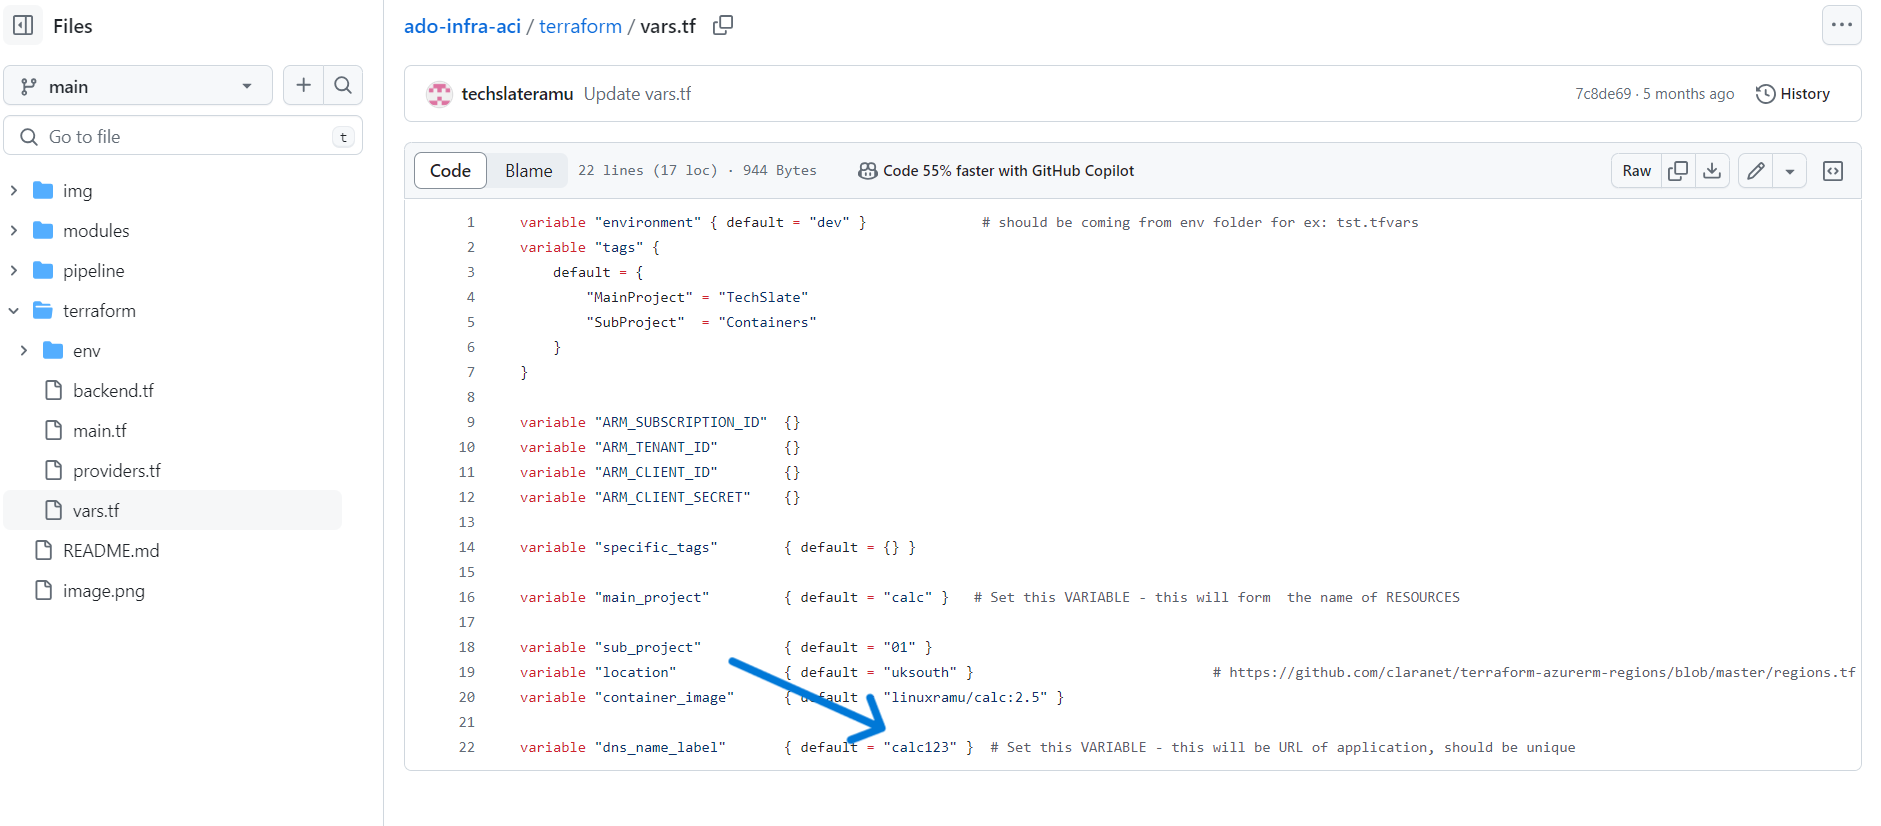 Files
main
Go to file
t
img
modules
pipeline
terraform
env
backend.tf
main.tf
providers.tf
vars.tf
README.md
image.png
ado-infra-aci / terraform / vars.tf
techslateramu Update vars.tf
7c8de69 · 5 months ago
History
Code Blame 22 lines (17 loc) · 944 Bytes
Code 55% faster with GitHub Copilot
Raw
1 variable "environment" { default = "dev" } # should be coming from env folder for ex: tst.tfvars
2 variable "tags" {
3 default = {
4 "MainProject" = "TechSlate"
5 "SubProject" = "Containers"
6 }
7 }
8
9 variable "ARM_SUBSCRIPTION_ID" {}
10 variable "ARM_TENANT_ID" {}
11 variable "ARM_CLIENT_ID" {}
12 variable "ARM_CLIENT_SECRET" {}
13
14 variable "specific_tags" { default = {} }
15
16 variable "main_project" { default = "calc" } # Set this VARIABLE - this will form the name of RESOURCES
17
18 variable "sub_project" { default = "01" }
19 variable "location" { default = "uksouth" } # https://github.com/claranet/terraform-azurerm-regions/blob/master/regions.tf
20 variable "container_image" { default = "linuxramu/calc:2.5" }
21
22 variable "dns_name_label" { default = "calc123" } # Set this VARIABLE - this will be URL of application, should be unique